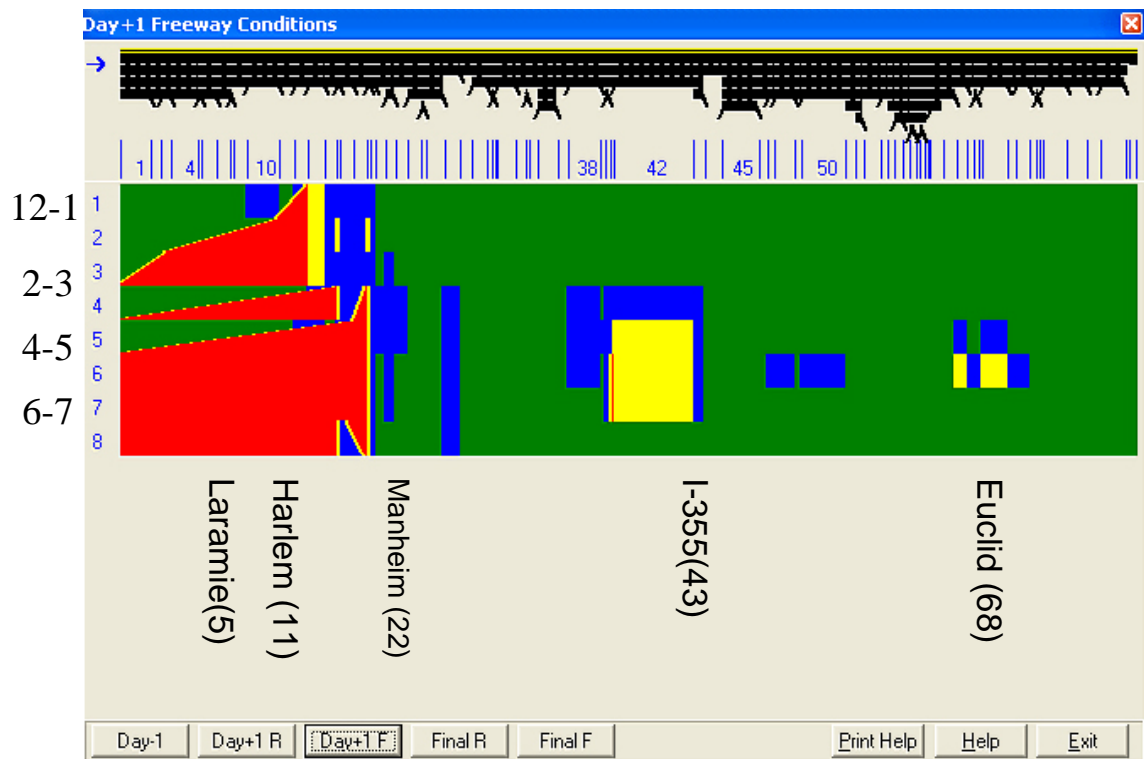 Day+1 Freeway Conditions
1 4 10 38 42 45 50
12-1 1
2
2-3 3
4
4-5 5
6
6-7 7
8
Laramie(5)
Harlem (11)
Manheim (22)
I-355(43)
Euclid (68)
Day-1 Day+1 R Day+1 F Final R Final F Print Help Help Exit